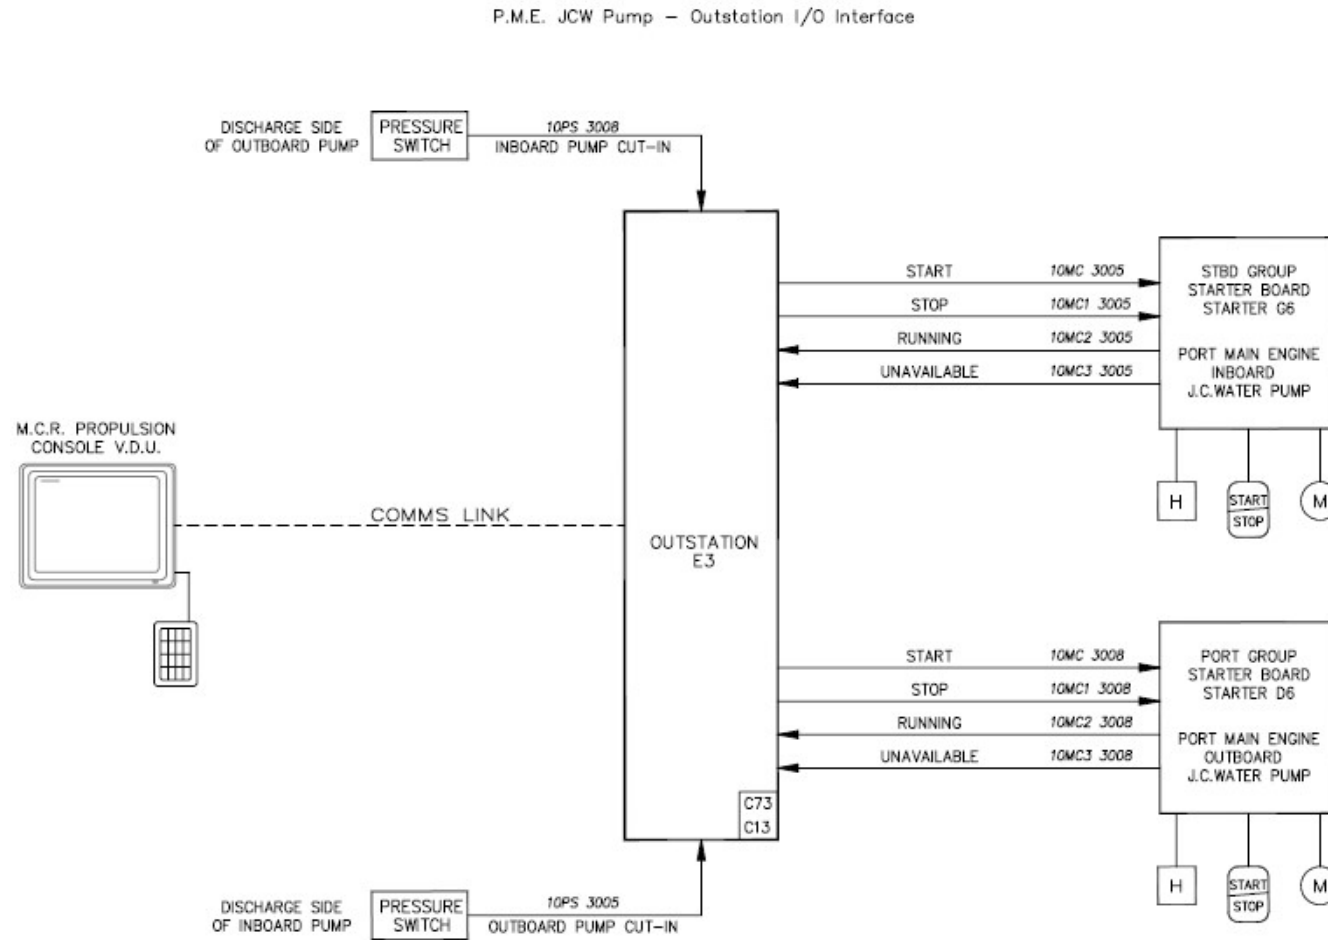 P.M.E. JCW Pump – Outstation I/O Interface
DISCHARGE SIDE
OF OUTBOARD PUMP
PRESSURE
SWITCH
10PS 3008
INBOARD PUMP CUT-IN
START 10MC 3005
STOP 10MC1 3005
RUNNING 10MC2 3005
UNAVAILABLE 10MC3 3005
STBD GROUP
STARTER BOARD
STARTER G6
PORT MAIN ENGINE
INBOARD
J.C.WATER PUMP
H
START
STOP
M
M.C.R. PROPULSION
CONSOLE V.D.U.
COMMS LINK
OUTSTATION
E3
START 10MC 3008
STOP 10MC1 3008
RUNNING 10MC2 3008
UNAVAILABLE 10MC3 3008
PORT GROUP
STARTER BOARD
STARTER D6
PORT MAIN ENGINE
OUTBOARD
J.C.WATER PUMP
C73
C13
H
START
STOP
M
DISCHARGE SIDE
OF INBOARD PUMP
PRESSURE
SWITCH
10PS 3005
OUTBOARD PUMP CUT-IN